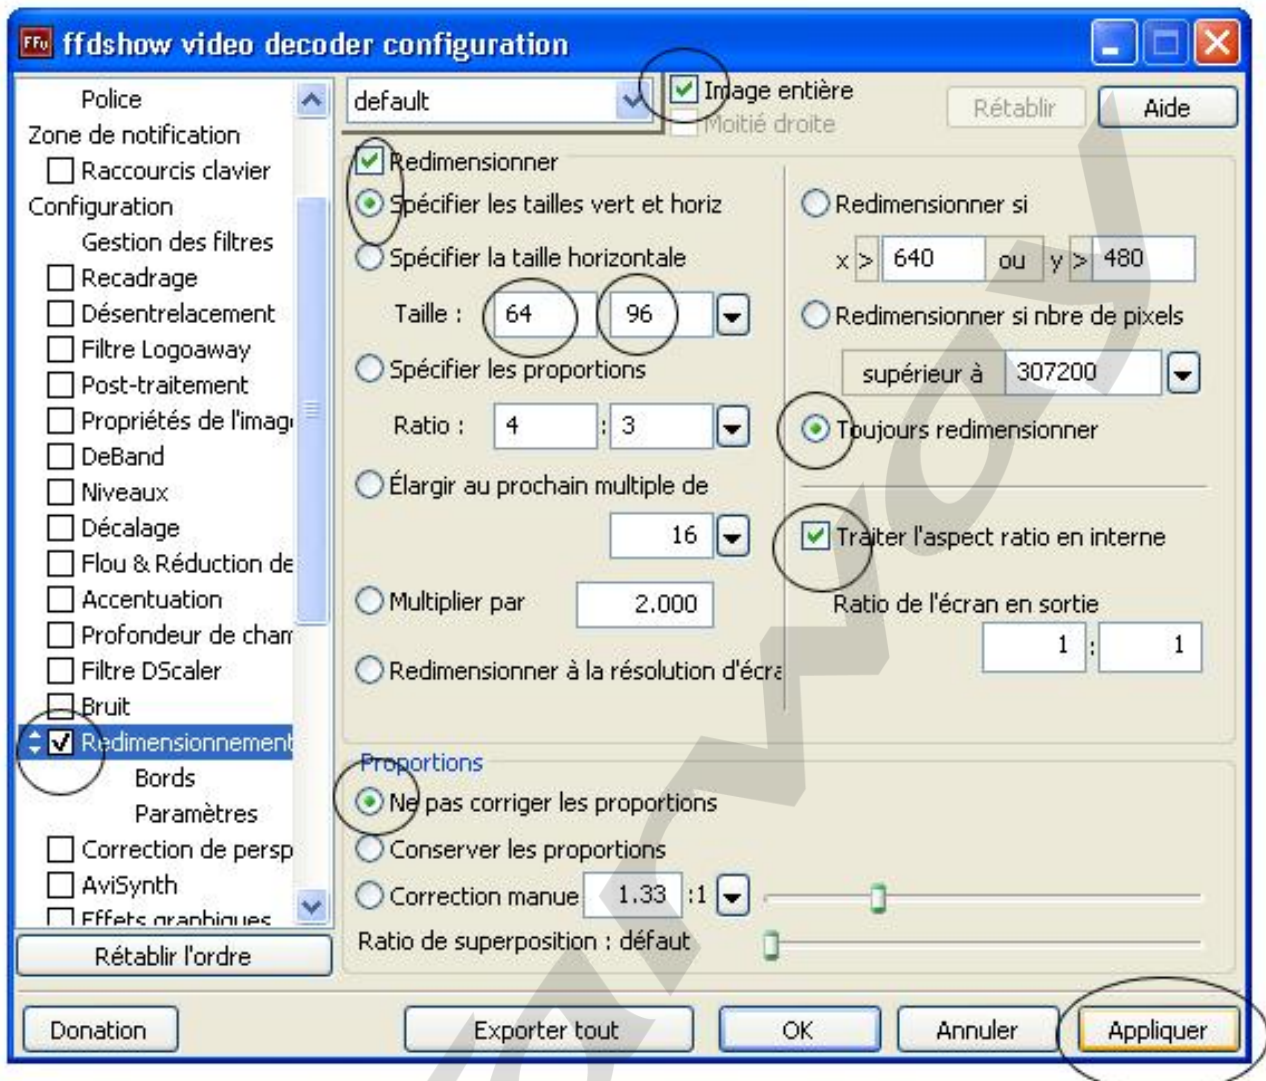 ffdshow video decoder configuration
Police
Zone de notification
Raccourcis clavier
Configuration
Gestion des filtres
Recadrage
Désentrelacement
Filtre Logoaway
Post-traitement
Propriétés de l'imag
DeBand
Niveaux
Décalage
Flou & Réduction de
Accentuation
Profondeur de cham
Filtre DScaler
Bruit
Redimensionnement
Bords
Paramètres
Correction de persp
AviSynth
Effets graphiques
Rétablir l'ordre
default
Image entière
Moitié droite
Rétablir
Aide
Redimensionner
Spécifier les tailles vert et horiz
Spécifier la taille horizontale
Taille : 64 96
Spécifier les proportions
Ratio : 4 : 3
Élargir au prochain multiple de
16
Multiplier par 2.000
Redimensionner à la résolution d'écra
Redimensionner si
x > 640 ou y > 480
Redimensionner si nbre de pixels
supérieur à 307200
Toujours redimensionner
Traiter l'aspect ratio en interne
Ratio de l'écran en sortie
1 : 1
Proportions
Ne pas corriger les proportions
Conserver les proportions
Correction manue 1.33 :1
Ratio de superposition : défaut
Donation
Exporter tout
OK
Annuler
Appliquer